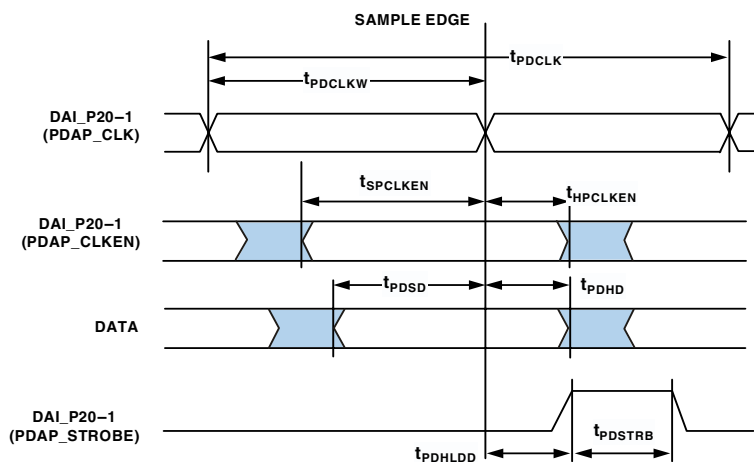 SAMPLE EDGE
tPDCLK
tPDCLKW
DAI_P20–1
(PDAP_CLK)
tSPCLKEN
tHPCLKEN
DAI_P20–1
(PDAP_CLKEN)
tPDSD
tPDHD
DATA
DAI_P20–1
(PDAP_STROBE)
tPDHLDD
tPDSTRB